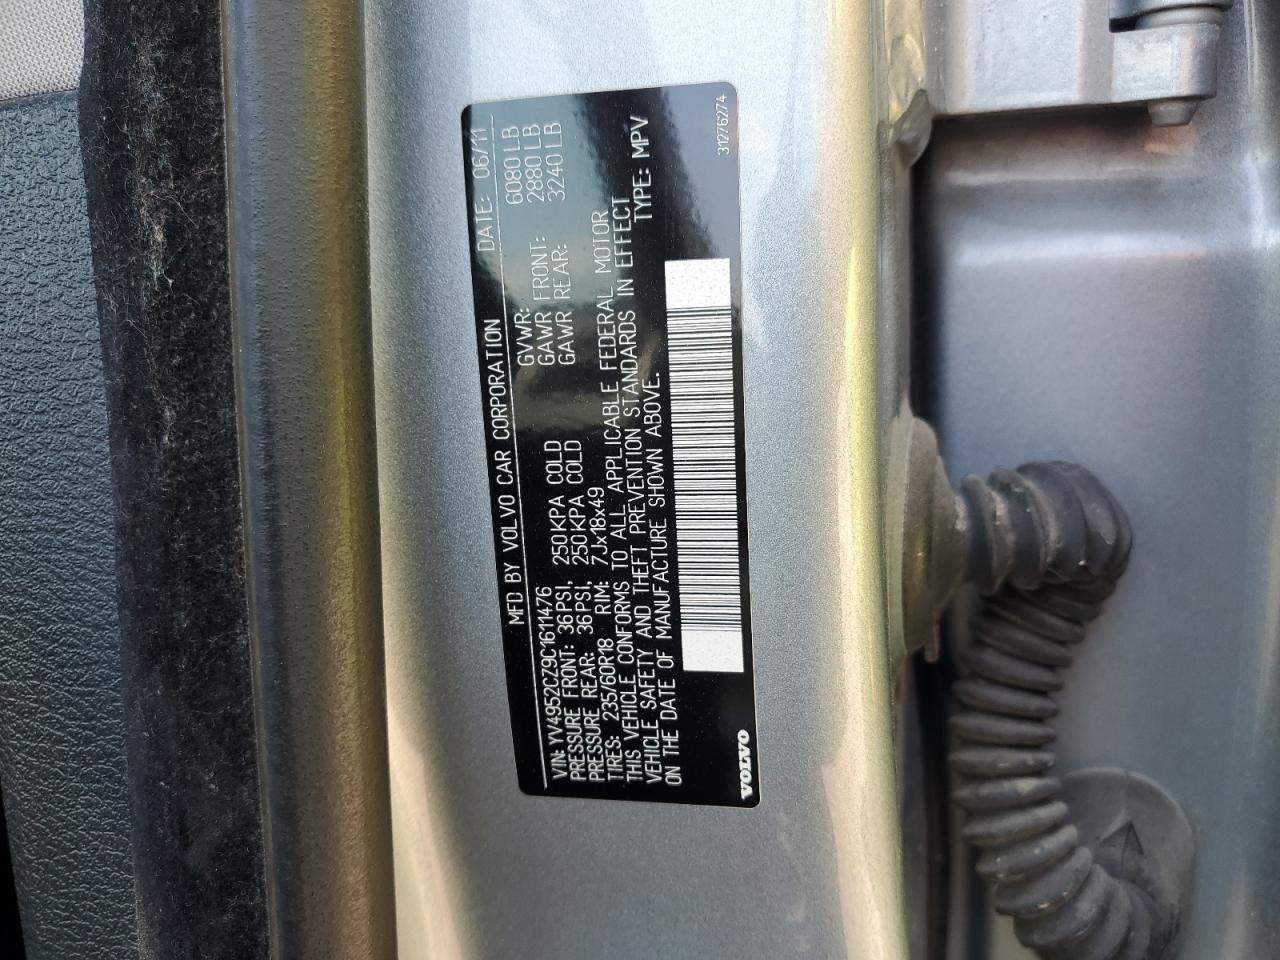 MFD BY VOLVO CAR CORPORATION DATE: 06/11
GVWR: 6080 LB
GAWR FRONT: 2880 LB
GAWR REAR: 3240 LB
VIN: YV4952CZ9C1611476
PRESSURE FRONT: 36PSI, 250KPA COLD
PRESSURE REAR: 36PSI, 250KPA COLD
TIRES: 235/60R18 RIM: 7Jx18x49
THIS VEHICLE CONFORMS TO ALL APPLICABLE FEDERAL MOTOR
VEHICLE SAFETY AND THEFT PREVENTION STANDARDS IN EFFECT
ON THE DATE OF MANUFACTURE SHOWN ABOVE. TYPE: MPV
VOLVO 31276274